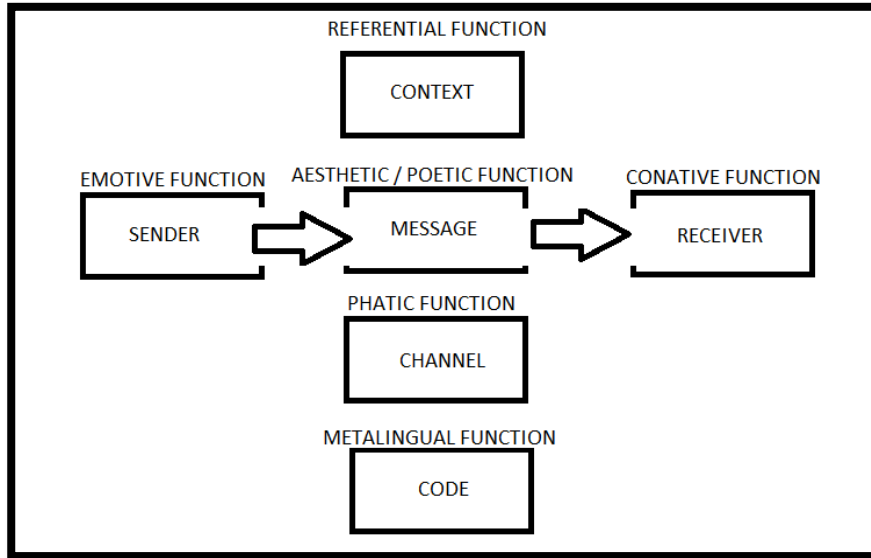 REFERENTIAL FUNCTION
CONTEXT
EMOTIVE FUNCTION
AESTHETIC / POETIC FUNCTION
CONATIVE FUNCTION
SENDER
MESSAGE
RECEIVER
PHATIC FUNCTION
CHANNEL
METALINGUAL FUNCTION
CODE